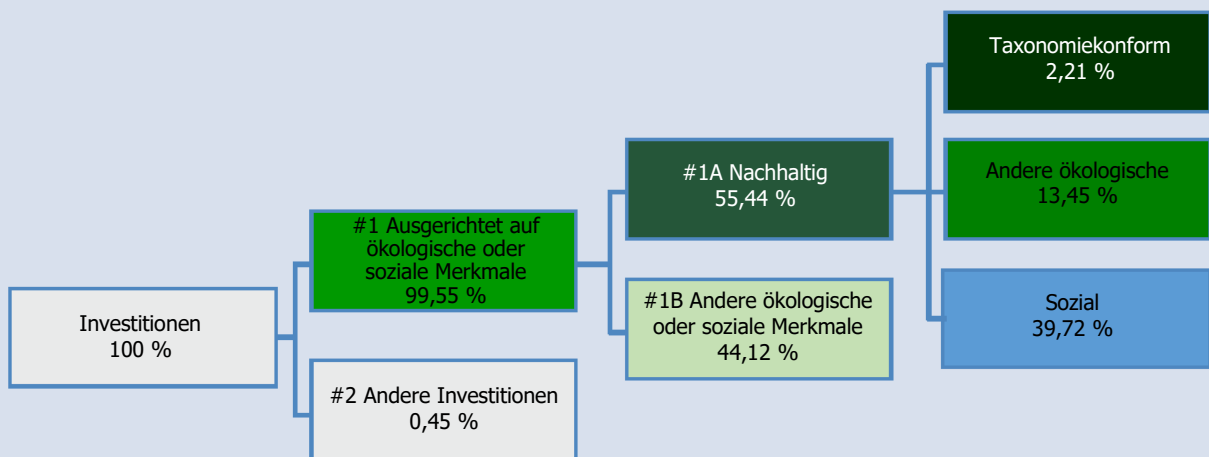 Investitionen
100 %
#1 Ausgerichtet auf
ökologische oder
soziale Merkmale
99,55 %
#2 Andere Investitionen
0,45 %
#1A Nachhaltig
55,44 %
#1B Andere ökologische
oder soziale Merkmale
44,12 %
Taxonomiekonform
2,21 %
Andere ökologische
13,45 %
Sozial
39,72 %